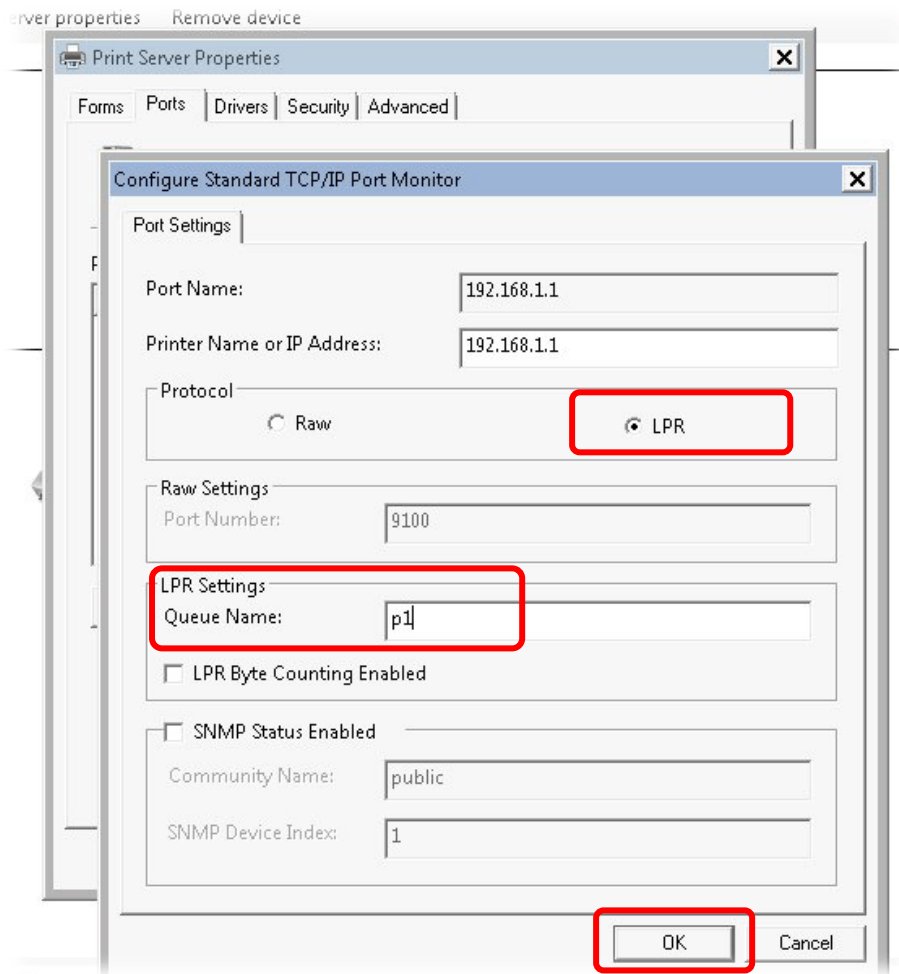 erver properties Remove device
Print Server Properties
Forms Ports Drivers Security Advanced
Configure Standard TCP/IP Port Monitor
Port Settings
Port Name: 192.168.1.1
Printer Name or IP Address: 192.168.1.1
Protocol
Raw LPR
Raw Settings
Port Number: 9100
LPR Settings
Queue Name: p1
LPR Byte Counting Enabled
SNMP Status Enabled
Community Name: public
SNMP Device Index: 1
OK Cancel